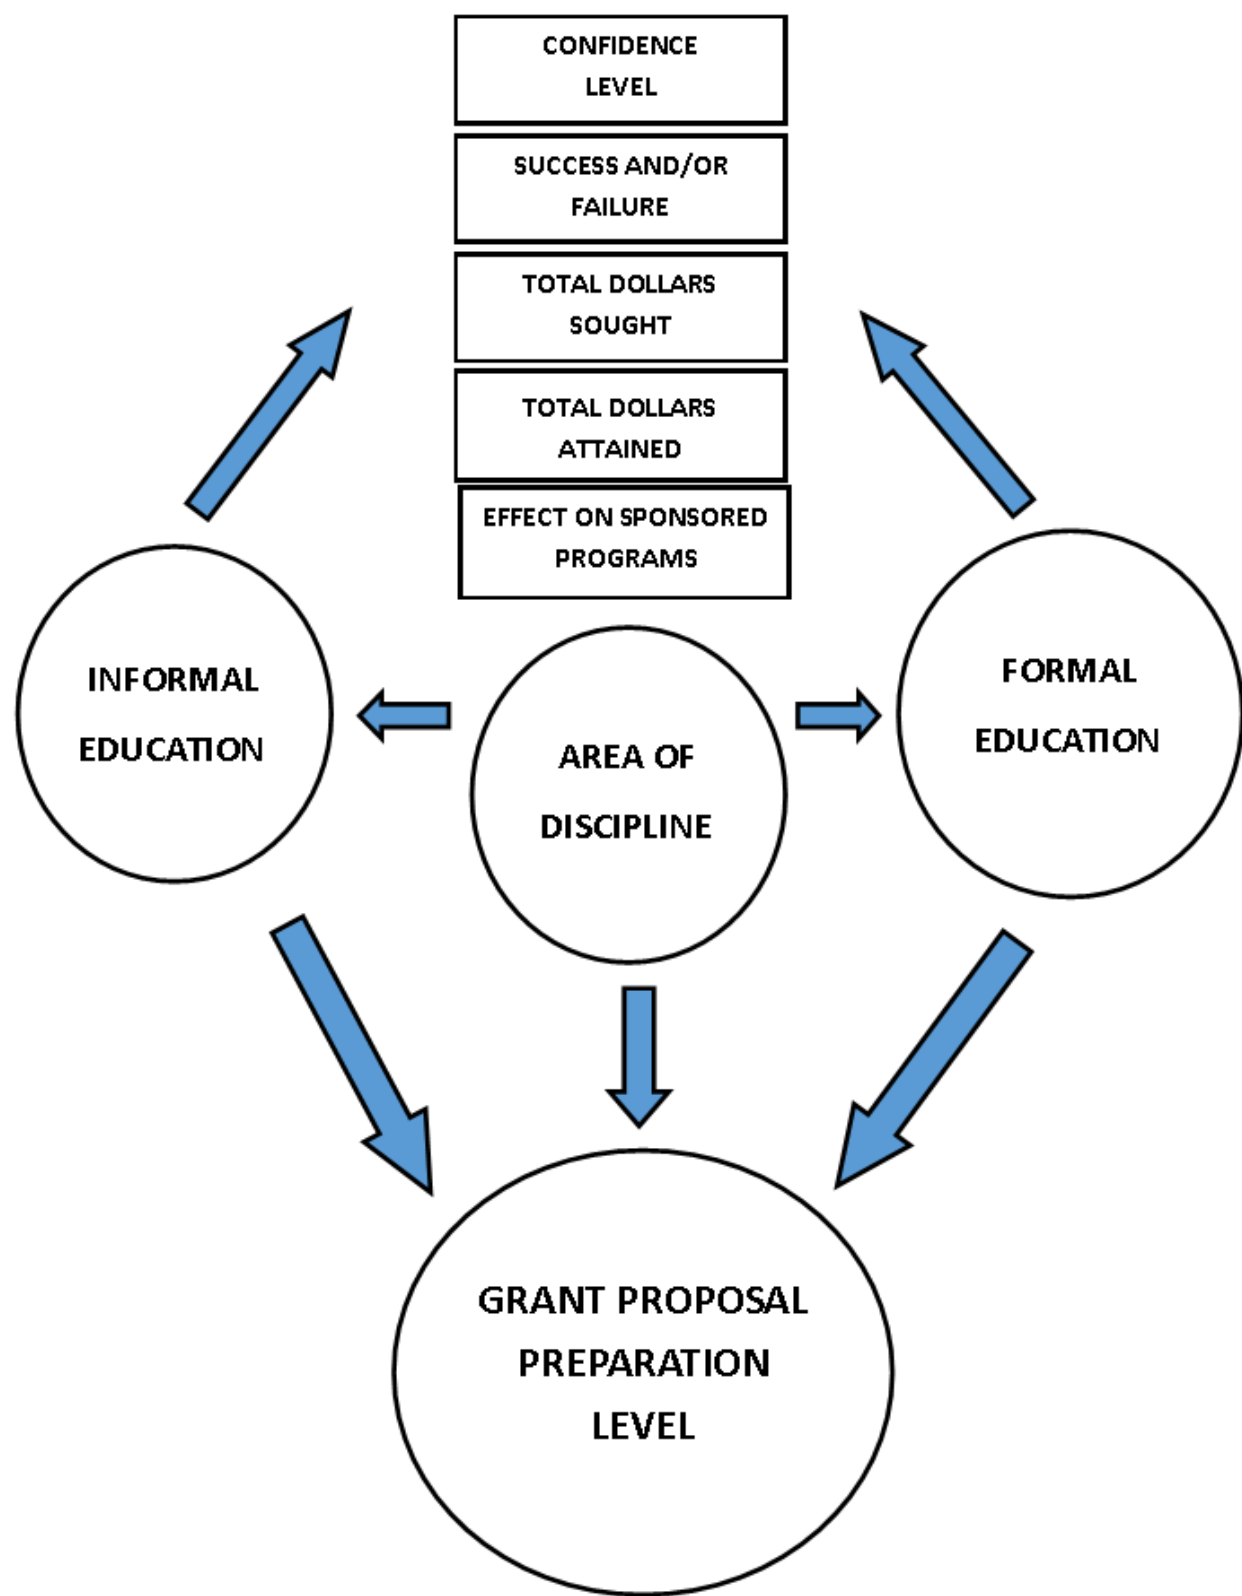 CONFIDENCE
LEVEL
SUCCESS AND/OR
FAILURE
TOTAL DOLLARS
SOUGHT
TOTAL DOLLARS
ATTAINED
EFFECT ON SPONSORED
PROGRAMS
INFORMAL
EDUCATION
AREA OF
DISCIPLINE
FORMAL
EDUCATION
GRANT PROPOSAL
PREPARATION
LEVEL